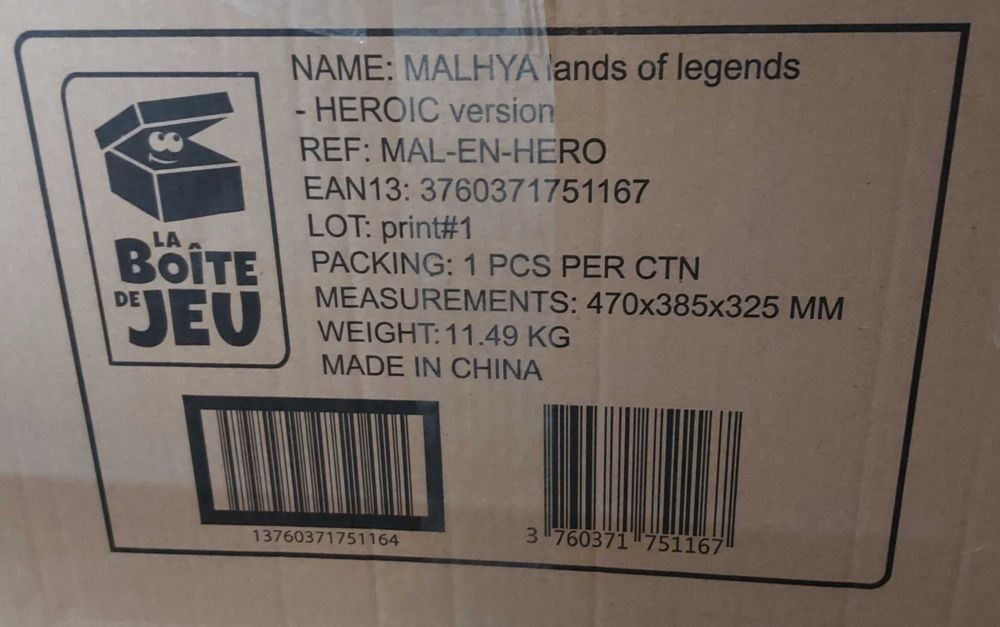 NAME: MALHYA lands of legends
- HEROIC version
REF: MAL-EN-HERO
EAN13: 3760371751167
LOT: print#1
PACKING: 1 PCS PER CTN
MEASUREMENTS: 470x385x325 MM
WEIGHT: 11.49 KG
MADE IN CHINA
LA
BOÎTE
DE JEU
13760371751164
3 760371 751167